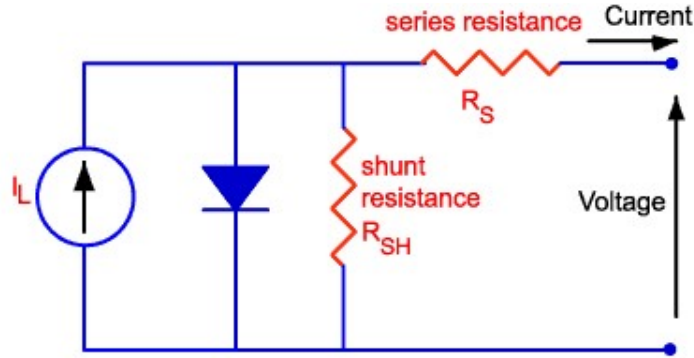 series resistance
Current
R_S
I_L
shunt
resistance
R_SH
Voltage